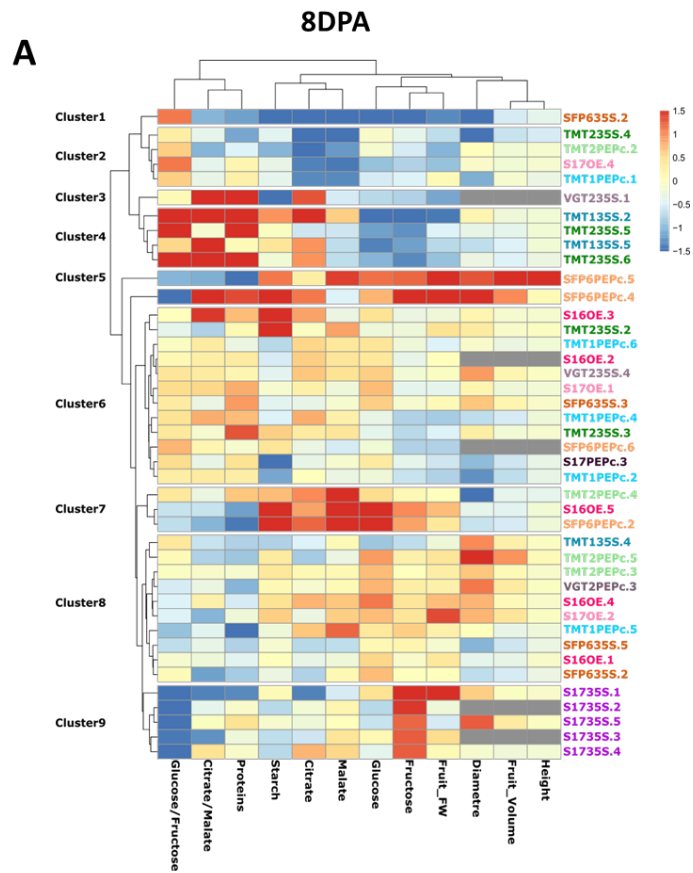 8DPA
A
Cluster1
SFP635S.2
Cluster2
TMT235S.4
TMT2PEPc.2
S17OE.4
TMT1PEPc.1
Cluster3
VGT235S.1
Cluster4
TMT135S.2
TMT235S.5
TMT135S.5
TMT235S.6
Cluster5
SFP6PEPc.5
SFP6PEPc.4
Cluster6
S16OE.3
TMT235S.2
TMT1PEPc.6
S16OE.2
VGT235S.4
S17OE.1
SFP635S.3
TMT1PEPc.4
TMT235S.3
SFP6PEPc.6
S17PEPc.3
TMT1PEPc.2
Cluster7
TMT2PEPc.4
S16OE.5
SFP6PEPc.2
Cluster8
TMT135S.4
TMT2PEPc.5
TMT2PEPc.3
VGT2PEPc.3
S16OE.4
S17OE.2
TMT1PEPc.5
SFP635S.5
S16OE.1
SFP635S.2
Cluster9
S1735S.1
S1735S.2
S1735S.5
S1735S.3
S1735S.4
1.5
1
0.5
0
−0.5
−1
−1.5
Glucose/Fructose
Citrate/Malate
Proteins
Starch
Citrate
Malate
Glucose
Fructose
Fruit_FW
Diametre
Fruit_Volume
Height